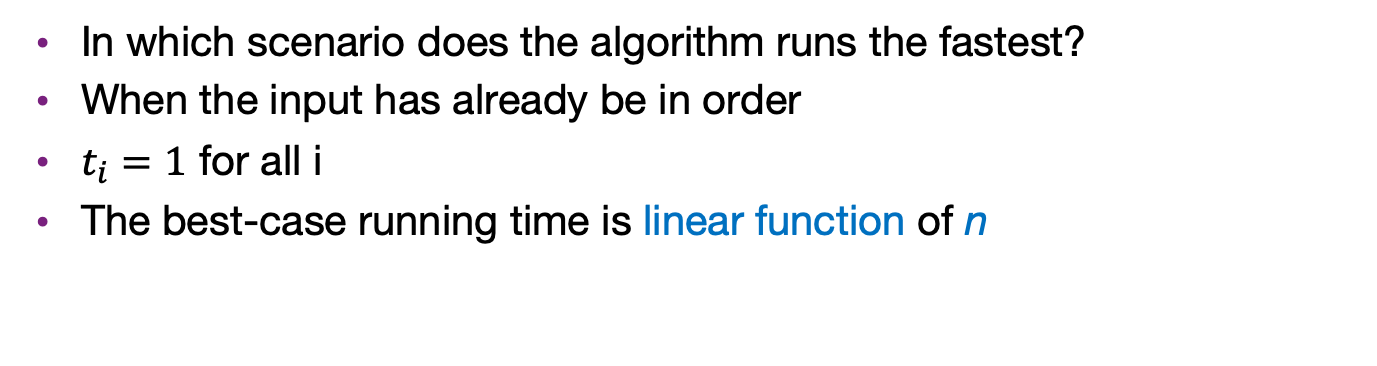 • In which scenario does the algorithm runs the fastest?
• When the input has already be in order
• tᵢ = 1 for all i
• The best-case running time is linear function of n